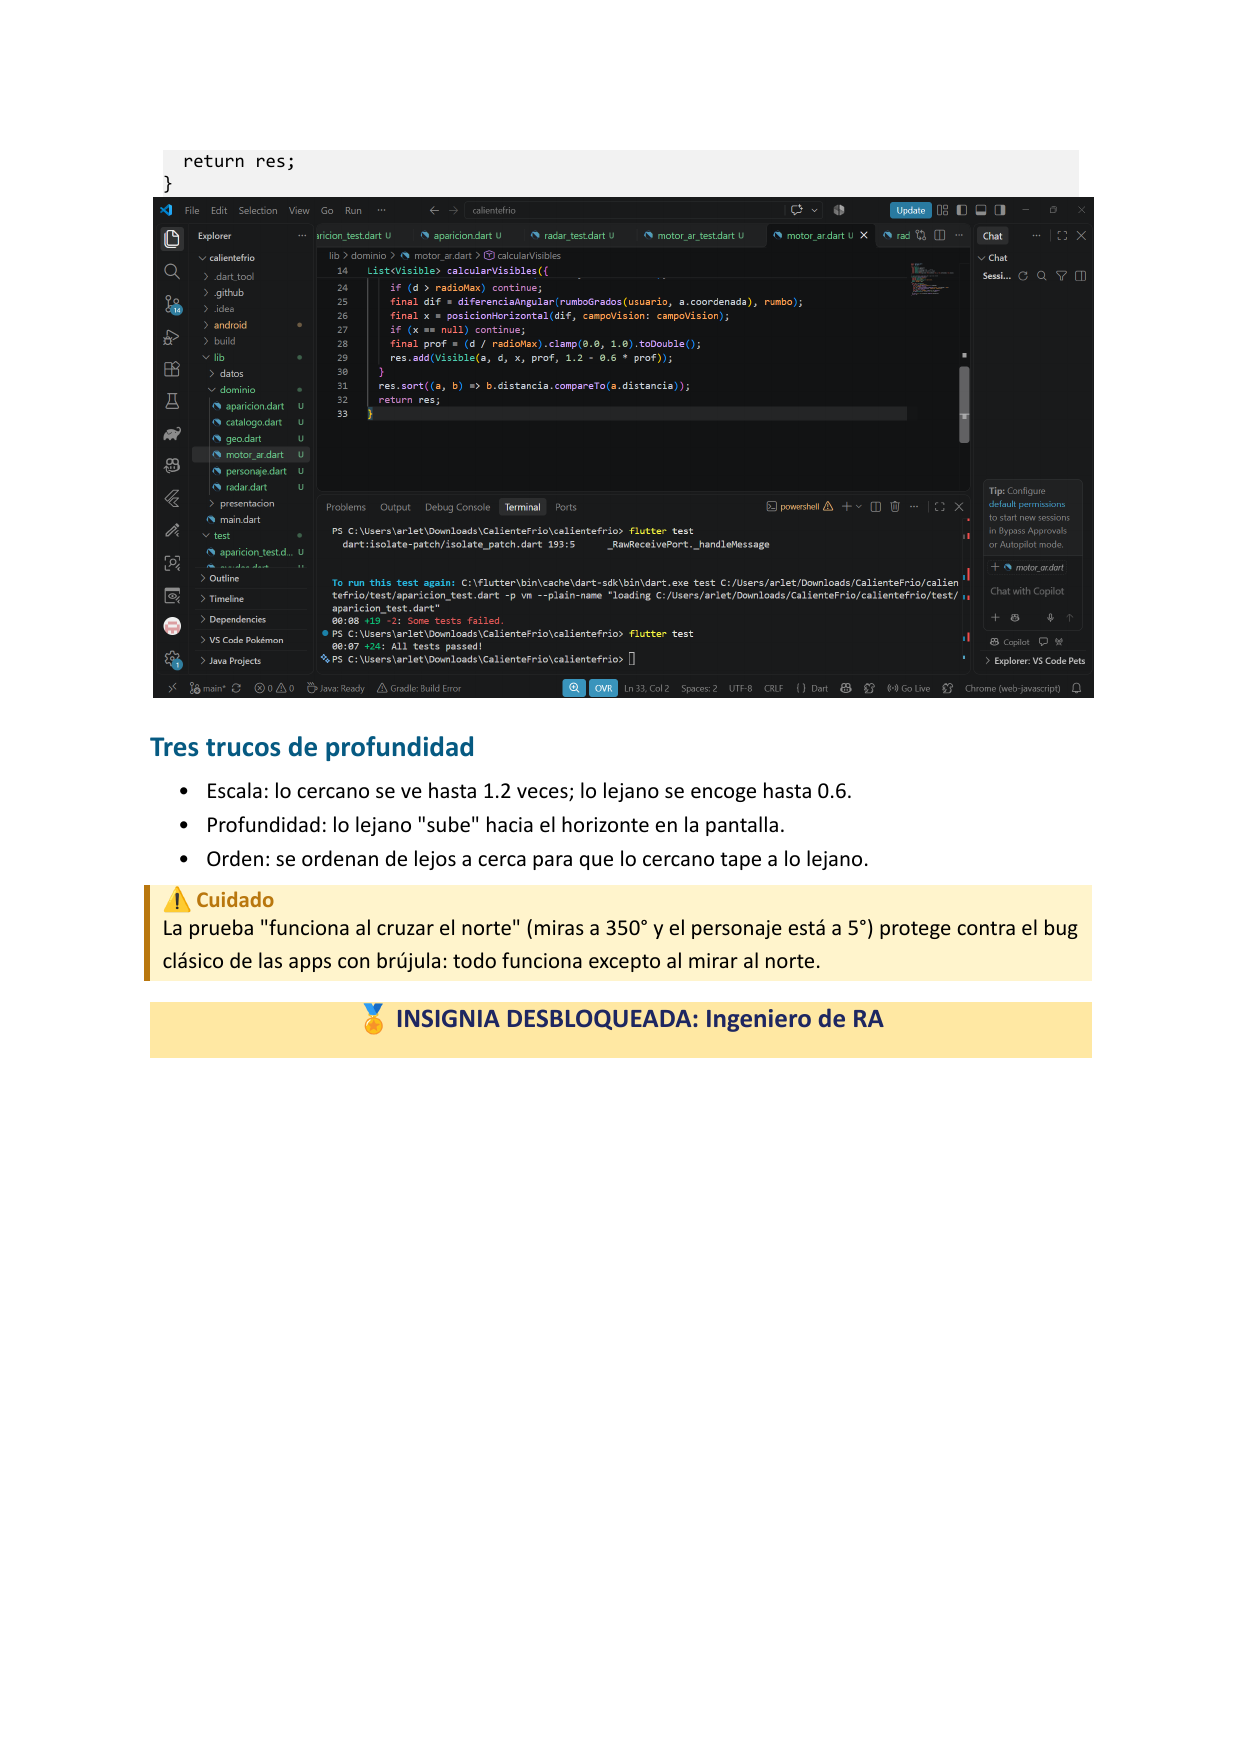 return res;
}
File Edit Selection View Go Run ··· calientefrio Update
Explorer ···
calientefrio
.dart_tool
.github
.idea
android
build
lib
datos
dominio
aparicion.dart U
catalogo.dart U
geo.dart U
motor_ar.dart U
personaje.dart U
radar.dart U
presentacion
main.dart
test
aparicion_test.d... U
Outline
Timeline
Dependencies
VS Code Pokémon
Java Projects
14
1
aricion_test.dart U aparicion.dart U radar_test.dart U motor_ar_test.dart U motor_ar.dart U rad
lib > dominio > motor_ar.dart > calcularVisibles
14 List<Visible> calcularVisibles({
24 if (d > radioMax) continue;
25 final dif = diferenciaAngular(rumboGrados(usuario, a.coordenada), rumbo);
26 final x = posicionHorizontal(dif, campoVision: campoVision);
27 if (x == null) continue;
28 final prof = (d / radioMax).clamp(0.0, 1.0).toDouble();
29 res.add(Visible(a, d, x, prof, 1.2 - 0.6 * prof));
30 }
31 res.sort((a, b) => b.distancia.compareTo(a.distancia));
32 return res;
33 }
Problems Output Debug Console Terminal Ports powershell
PS C:\Users\arlet\Downloads\CalienteFrio\calientefrio> flutter test
dart:isolate-patch/isolate_patch.dart 193:5 _RawReceivePort._handleMessage
To run this test again: C:\flutter\bin\cache\dart-sdk\bin\dart.exe test C:/Users/arlet/Downloads/CalienteFrio/calien
tefrio/test/aparicion_test.dart -p vm --plain-name "loading C:/Users/arlet/Downloads/CalienteFrio/calientefrio/test/
aparicion_test.dart"
00:08 +19 -2: Some tests failed.
PS C:\Users\arlet\Downloads\CalienteFrio\calientefrio> flutter test
00:07 +24: All tests passed!
PS C:\Users\arlet\Downloads\CalienteFrio\calientefrio>
Chat ···
Chat
Sessi...
Tip: Configure
default permissions
to start new sessions
in Bypass Approvals
or Autopilot mode.
motor_ar.dart
Chat with Copilot
Copilot
Explorer: VS Code Pets
main* 0 0 Java: Ready Gradle: Build Error OVR Ln 33, Col 2 Spaces: 2 UTF-8 CRLF { } Dart Go Live Chrome (web-javascript)
Tres trucos de profundidad
• Escala: lo cercano se ve hasta 1.2 veces; lo lejano se encoge hasta 0.6.
• Profundidad: lo lejano "sube" hacia el horizonte en la pantalla.
• Orden: se ordenan de lejos a cerca para que lo cercano tape a lo lejano.
⚠️ Cuidado
La prueba "funciona al cruzar el norte" (miras a 350° y el personaje está a 5°) protege contra el bug
clásico de las apps con brújula: todo funciona excepto al mirar al norte.
🏅 INSIGNIA DESBLOQUEADA: Ingeniero de RA